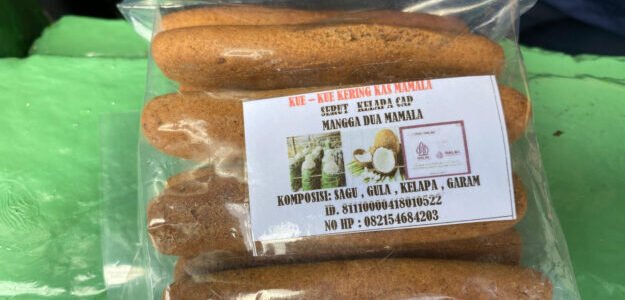 KUE – KUE KERING KAS MAMALA
SERUT KELAPA CAP
MANGGA DUA MAMALA
KOMPOSISI: SAGU , GULA , KELAPA , GARAM
ID. 81110000418010522
NO HP : 082154684203